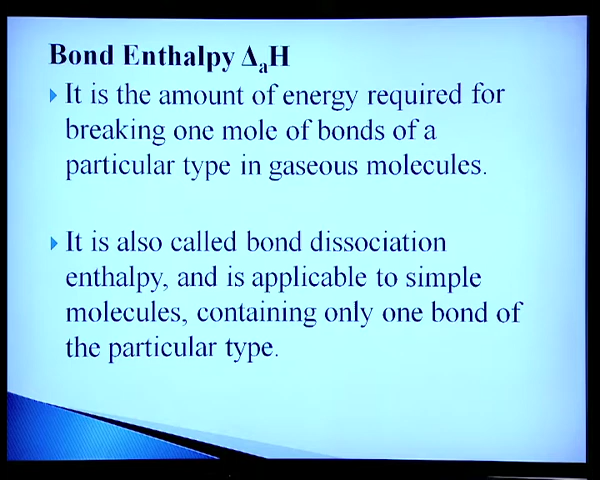 Bond Enthalpy ΔₐH
It is the amount of energy required for
breaking one mole of bonds of a
particular type in gaseous molecules.
It is also called bond dissociation
enthalpy, and is applicable to simple
molecules, containing only one bond of
the particular type.